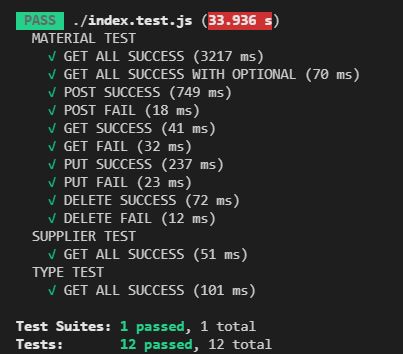 PASS ./index.test.js (33.936 s)
MATERIAL TEST
√ GET ALL SUCCESS (3217 ms)
√ GET ALL SUCCESS WITH OPTIONAL (70 ms)
√ POST SUCCESS (749 ms)
√ POST FAIL (18 ms)
√ GET SUCCESS (41 ms)
√ GET FAIL (32 ms)
√ PUT SUCCESS (237 ms)
√ PUT FAIL (23 ms)
√ DELETE SUCCESS (72 ms)
√ DELETE FAIL (12 ms)
SUPPLIER TEST
√ GET ALL SUCCESS (51 ms)
TYPE TEST
√ GET ALL SUCCESS (101 ms)
Test Suites: 1 passed, 1 total
Tests: 12 passed, 12 total